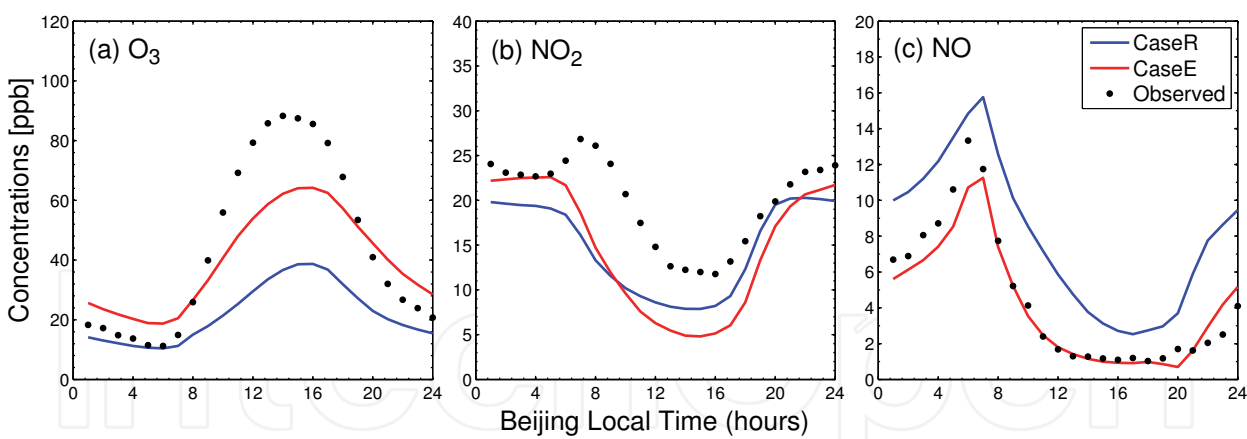 (a) O3
(b) NO2
(c) NO
CaseR
CaseE
Observed
Concentrations [ppb]
0 20 40 60 80 100 120
0 4 8 12 16 20 24
0 5 10 15 20 25 30 35 40
0 4 8 12 16 20 24
0 2 4 6 8 10 12 14 16 18 20
0 4 8 12 16 20 24
Beijing Local Time (hours)